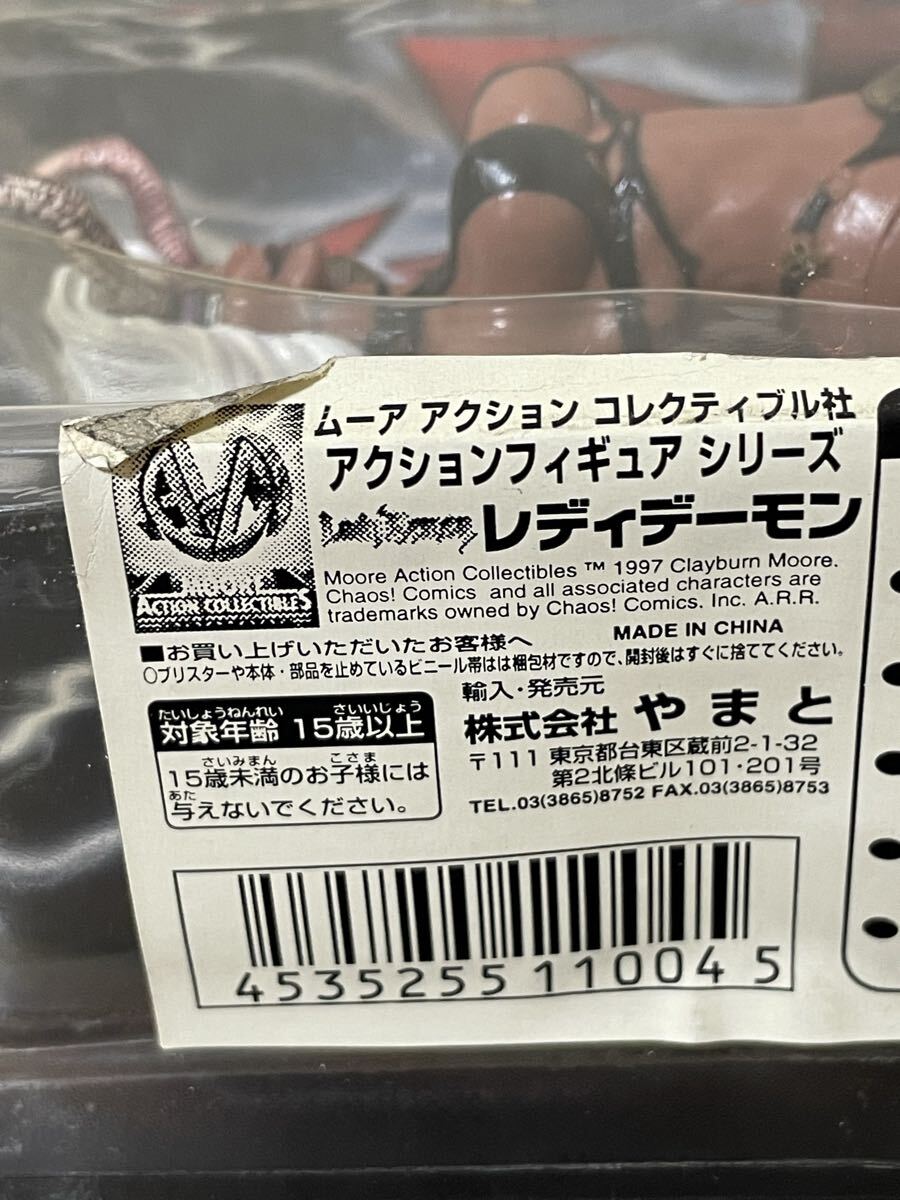 ムーア アクション コレクティブル社
アクションフィギュア シリーズ
レディデーモン
MOORE
ACTION COLLECTIBLES
Moore Action Collectibles ™ 1997 Clayburn Moore.
Chaos! Comics and all associated characters are
trademarks owned by Chaos! Comics. Inc. A.R.R.
MADE IN CHINA
■お買い上げいただいたお客様へ
○ブリスターや本体・部品を止めているビニール帯はは梱包材ですので、開封後はすぐに捨ててください。
たいしょうねんれい さいいじょう
対象年齢 15歳以上
さいみまん こさま
15歳未満のお子様には
あた
与えないでください。
輸入・発売元
株式会社 やまと
〒111 東京都台東区蔵前2-1-32
第2北條ビル101・201号
TEL.03(3865)8752 FAX.03(3865)8753
4535255110045